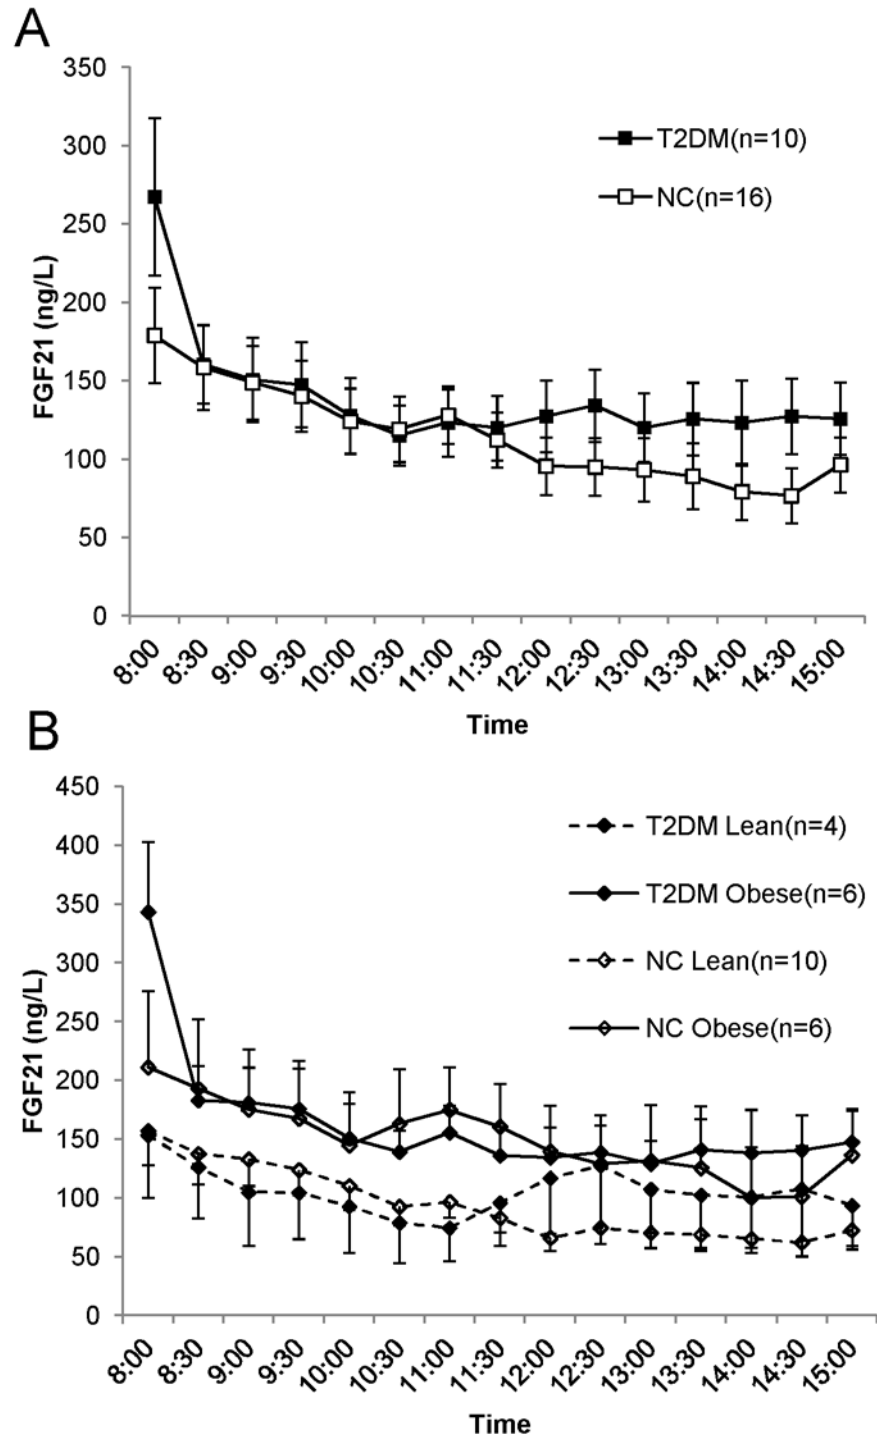 A
350
300
250
200
150
100
50
0
FGF21 (ng/L)
T2DM(n=10)
NC(n=16)
8:00 8:30 9:00 9:30 10:00 10:30 11:00 11:30 12:00 12:30 13:00 13:30 14:00 14:30 15:00
Time
B
450
400
350
300
250
200
150
100
50
0
FGF21 (ng/L)
T2DM Lean(n=4)
T2DM Obese(n=6)
NC Lean(n=10)
NC Obese(n=6)
8:00 8:30 9:00 9:30 10:00 10:30 11:00 11:30 12:00 12:30 13:00 13:30 14:00 14:30 15:00
Time